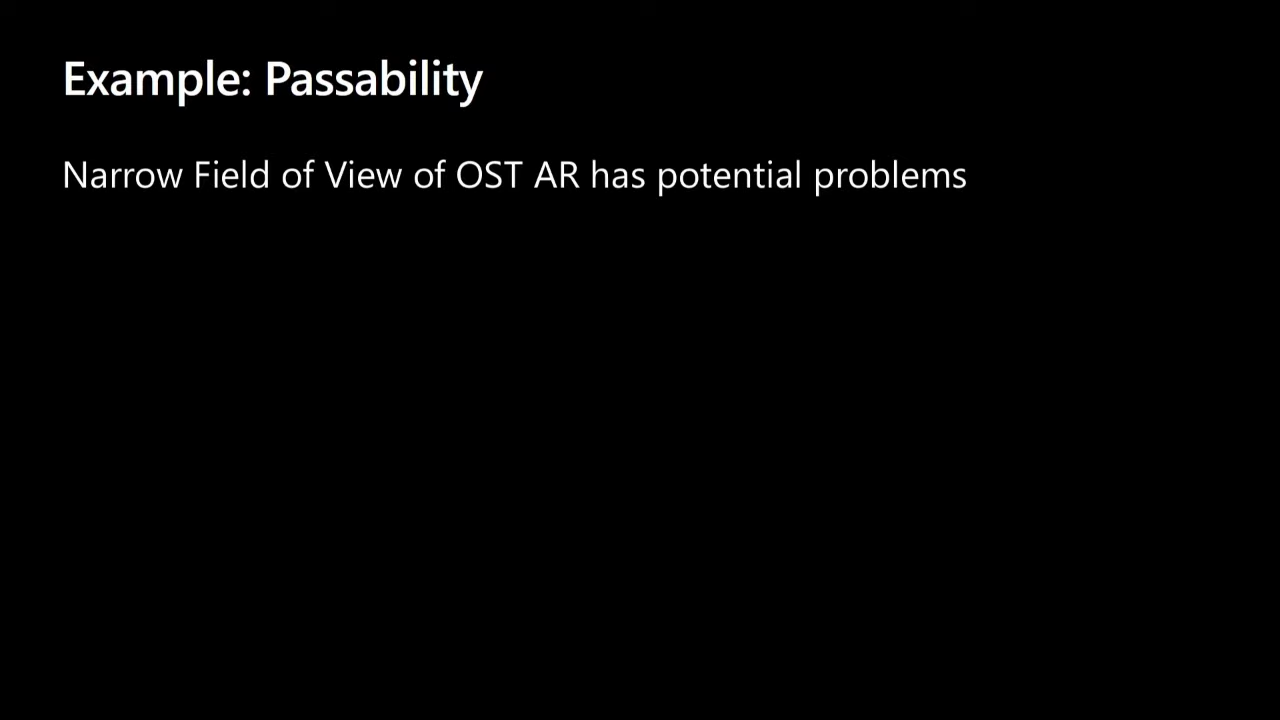 Example: Passability
Narrow Field of View of OST AR has potential problems